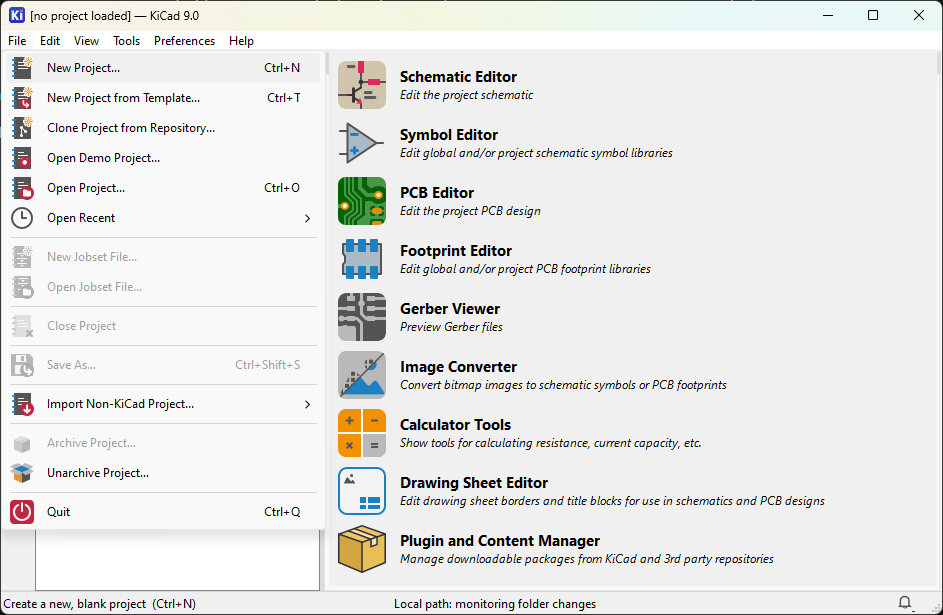 Ki [no project loaded] — KiCad 9.0
File Edit View Tools Preferences Help
New Project... Ctrl+N
New Project from Template... Ctrl+T
Clone Project from Repository...
Open Demo Project...
Open Project... Ctrl+O
Open Recent
New Jobset File...
Open Jobset File...
Close Project
Save As... Ctrl+Shift+S
Import Non-KiCad Project...
Archive Project...
Unarchive Project...
Quit Ctrl+Q
Schematic Editor
Edit the project schematic
Symbol Editor
Edit global and/or project schematic symbol libraries
PCB Editor
Edit the project PCB design
Footprint Editor
Edit global and/or project PCB footprint libraries
Gerber Viewer
Preview Gerber files
Image Converter
Convert bitmap images to schematic symbols or PCB footprints
Calculator Tools
Show tools for calculating resistance, current capacity, etc.
Drawing Sheet Editor
Edit drawing sheet borders and title blocks for use in schematics and PCB designs
Plugin and Content Manager
Manage downloadable packages from KiCad and 3rd party repositories
Create a new, blank project (Ctrl+N) Local path: monitoring folder changes